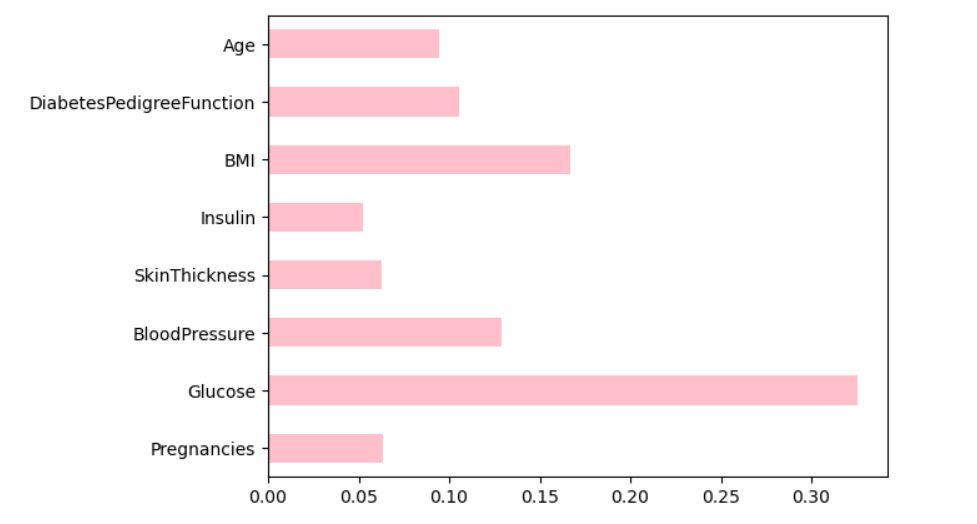 Age
DiabetesPedigreeFunction
BMI
Insulin
SkinThickness
BloodPressure
Glucose
Pregnancies
0.00 0.05 0.10 0.15 0.20 0.25 0.30